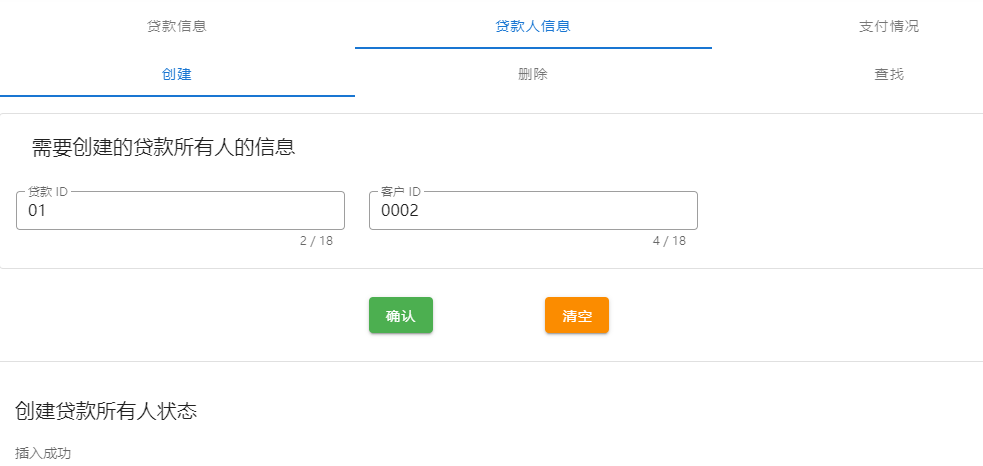 贷款信息 贷款人信息 支付情况
创建 删除 查找
需要创建的贷款所有人的信息
贷款 ID 客户 ID
01 0002
2 / 18 4 / 18
确认 清空
创建贷款所有人状态
插入成功